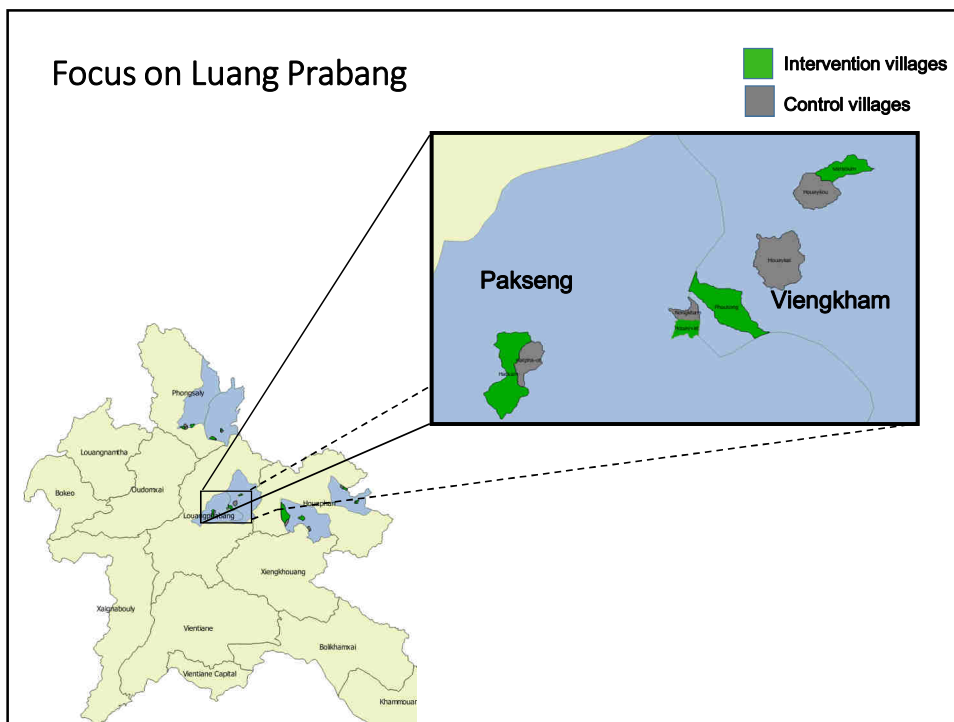 Focus on Luang Prabang
Intervention villages
Control villages
Pakseng
Viengkham
Phongsaly
Louangnamtha
Bokeo
Oudomxai
Louangprabang
Houaphan
Xiengkhouang
Xaignabouly
Vientiane
Bolikhamxai
Vientiane Capital
Khammouan